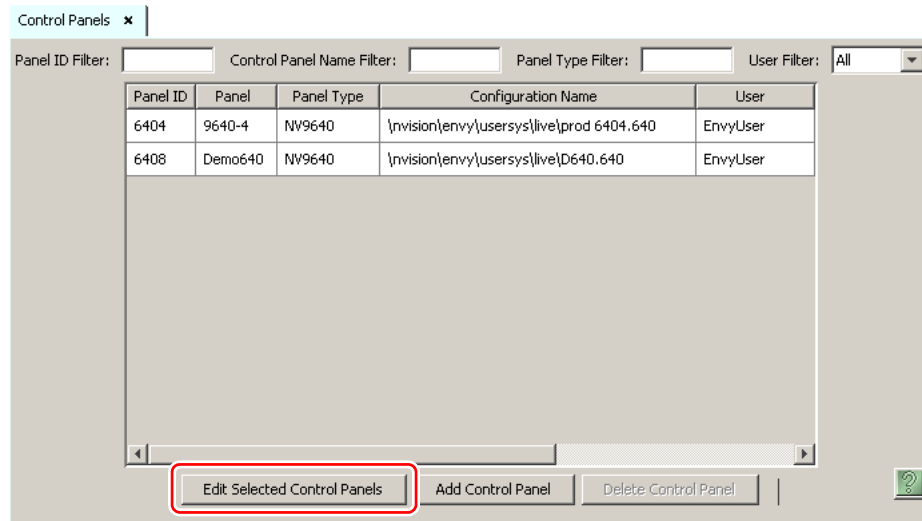 Control Panels ×
Panel ID Filter: Control Panel Name Filter: Panel Type Filter: User Filter: All
Panel ID Panel Panel Type Configuration Name User
6404 9640-4 NV9640 \nvision\envy\usersys\live\prod 6404.640 EnvyUser
6408 Demo640 NV9640 \nvision\envy\usersys\live\D640.640 EnvyUser
Edit Selected Control Panels Add Control Panel Delete Control Panel ?